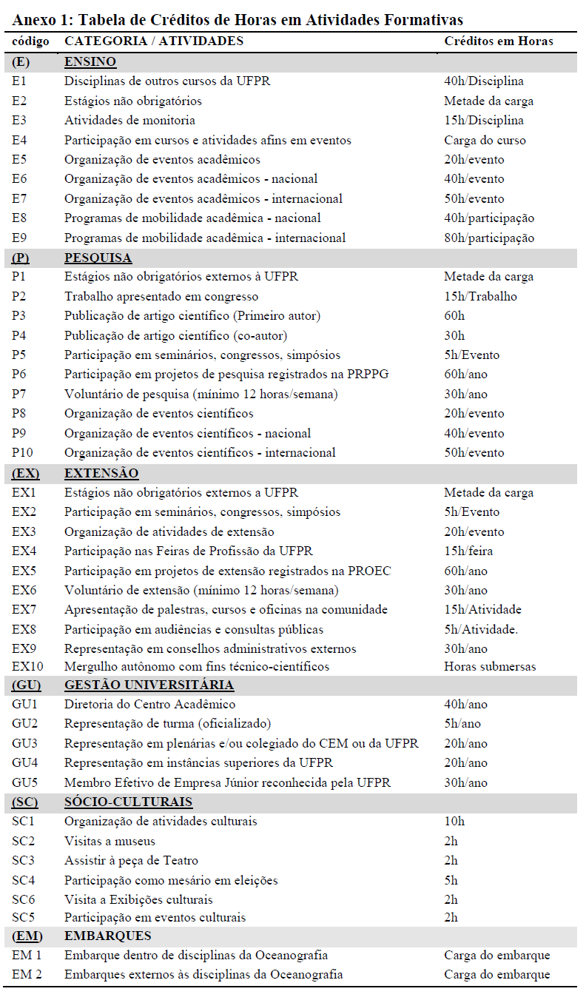 Anexo 1: Tabela de Créditos de Horas em Atividades Formativas
código CATEGORIA / ATIVIDADES Créditos em Horas
(E) ENSINO
E1 Disciplinas de outros cursos da UFPR 40h/Disciplina
E2 Estágios não obrigatórios Metade da carga
E3 Atividades de monitoria 15h/Disciplina
E4 Participação em cursos e atividades afins em eventos Carga do curso
E5 Organização de eventos acadêmicos 20h/evento
E6 Organização de eventos acadêmicos - nacional 40h/evento
E7 Organização de eventos acadêmicos - internacional 50h/evento
E8 Programas de mobilidade acadêmica - nacional 40h/participação
E9 Programas de mobilidade acadêmica - internacional 80h/participação
(P) PESQUISA
P1 Estágios não obrigatórios externos à UFPR Metade da carga
P2 Trabalho apresentado em congresso 15h/Trabalho
P3 Publicação de artigo científico (Primeiro autor) 60h
P4 Publicação de artigo científico (co-autor) 30h
P5 Participação em seminários, congressos, simpósios 5h/Evento
P6 Participação em projetos de pesquisa registrados na PRPPG 60h/ano
P7 Voluntário de pesquisa (mínimo 12 horas/semana) 30h/ano
P8 Organização de eventos científicos 20h/evento
P9 Organização de eventos científicos - nacional 40h/evento
P10 Organização de eventos científicos - internacional 50h/evento
(EX) EXTENSÃO
EX1 Estágios não obrigatórios externos a UFPR Metade da carga
EX2 Participação em seminários, congressos, simpósios 5h/Evento
EX3 Organização de atividades de extensão 20h/evento
EX4 Participação nas Feiras de Profissão da UFPR 15h/feira
EX5 Participação em projetos de extensão registrados na PROEC 60h/ano
EX6 Voluntário de extensão (mínimo 12 horas/semana) 30h/ano
EX7 Apresentação de palestras, cursos e oficinas na comunidade 15h/Atividade
EX8 Participação em audiências e consultas públicas 5h/Atividade.
EX9 Representação em conselhos administrativos externos 30h/ano
EX10 Mergulho autônomo com fins técnico-científicos Horas submersas
(GU) GESTÃO UNIVERSITÁRIA
GU1 Diretoria do Centro Acadêmico 40h/ano
GU2 Representação de turma (oficializado) 5h/ano
GU3 Representação em plenárias e/ou colegiado do CEM ou da UFPR 20h/ano
GU4 Representação em instâncias superiores da UFPR 20h/ano
GU5 Membro Efetivo de Empresa Júnior reconhecida pela UFPR 30h/ano
(SC) SÓCIO-CULTURAIS
SC1 Organização de atividades culturais 10h
SC2 Visitas a museus 2h
SC3 Assistir à peça de Teatro 2h
SC4 Participação como mesário em eleições 5h
SC6 Visita a Exibições culturais 2h
SC5 Participação em eventos culturais 2h
(EM) EMBARQUES
EM 1 Embarque dentro de disciplinas da Oceanografia Carga do embarque
EM 2 Embarques externos às disciplinas da Oceanografia Carga do embarque